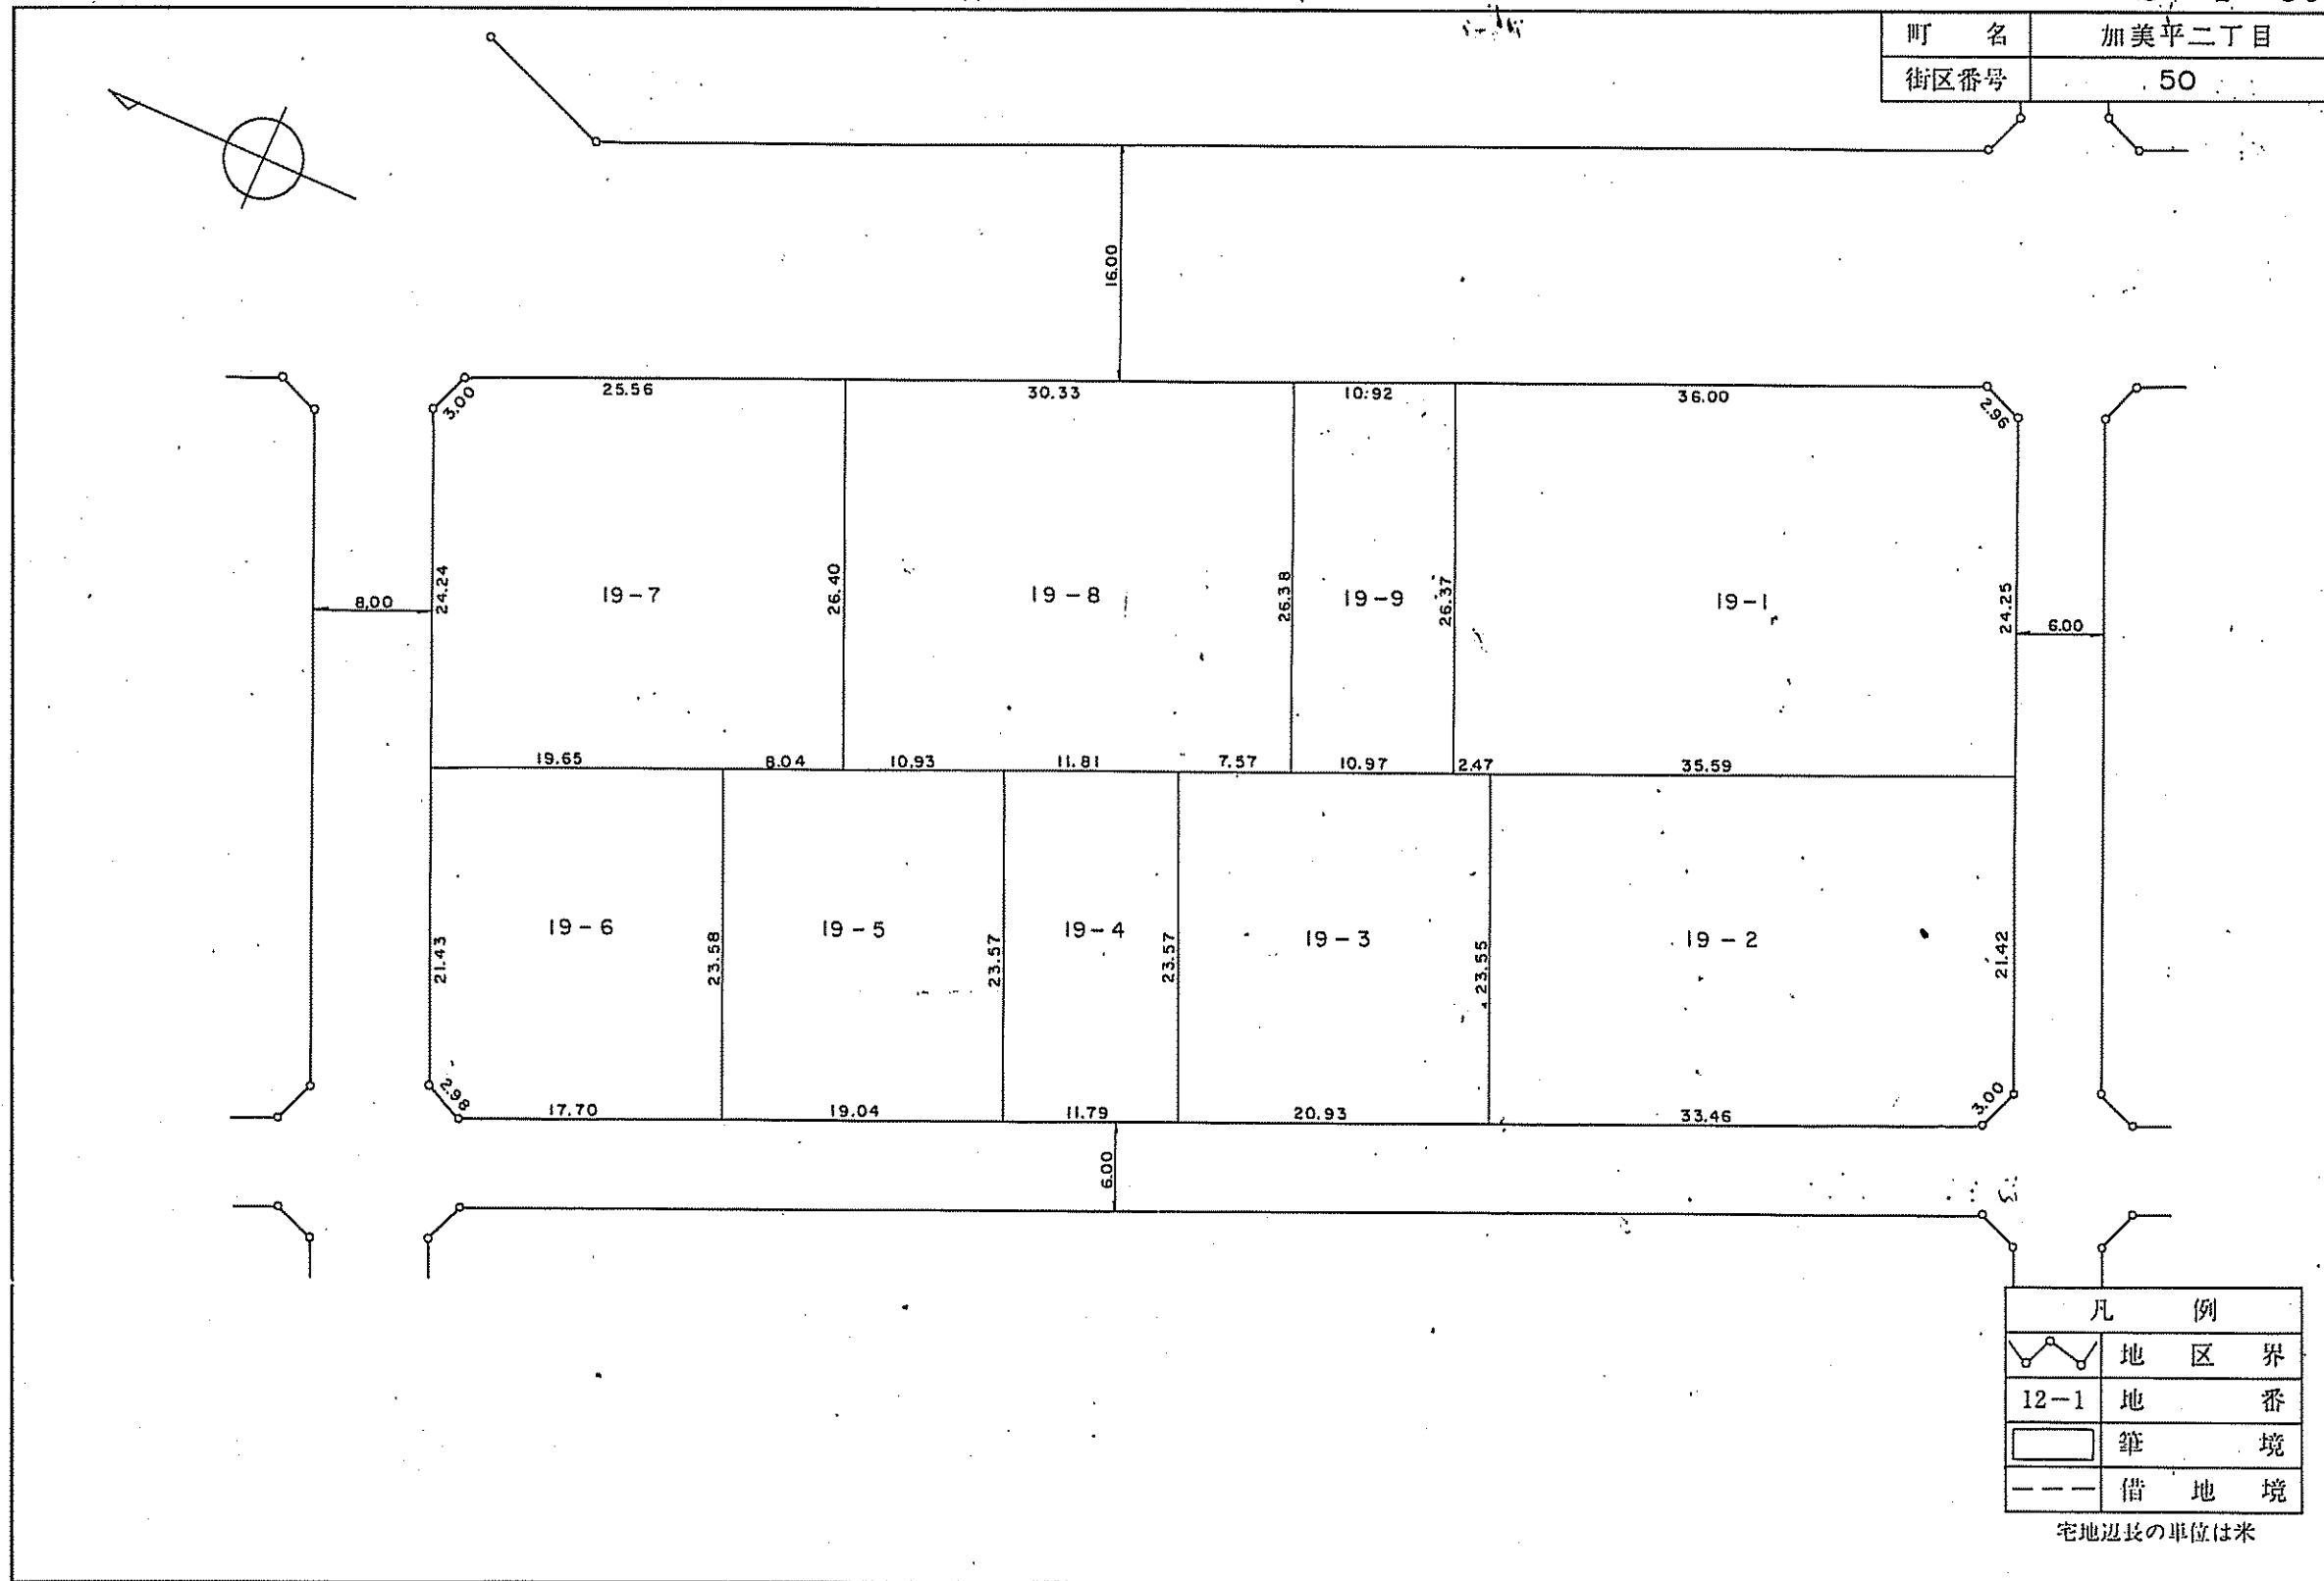 町名 加美平二丁目
街区番号 50
16.00
25.56 30.33 10.92 36.00
3.00 2.96
24.24 26.40 26.38 26.37 24.25
8.00 6.00
19-7 19-8 19-9 19-1
19.65 8.04 10.93 11.81 7.57 10.97 2.47 35.59
19-6 19-5 19-4 19-3 19-2
21.43 23.58 23.57 23.57 23.55 21.42
2.98 3.00
17.70 19.04 11.79 20.93 33.46
6.00
凡例
地区界
12-1 地番
筆境
借地境
宅地辺長の単位は米